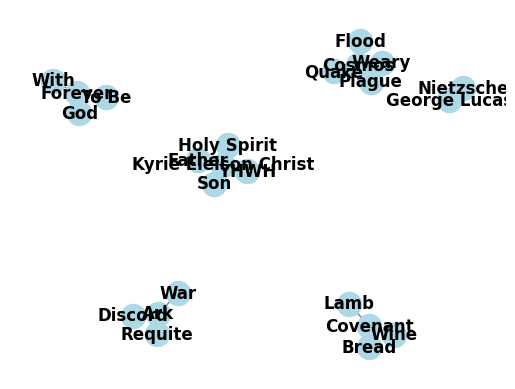 Flood
Cosmos
Weary
Quake
Plague
With
Forever
To Be
God
Nietzsche
George Lucas
Holy Spirit
Father
Kyrie Eleison Christ
YHWH
Son
War
Ark
Discord
Requite
Lamb
Covenant
Wine
Bread